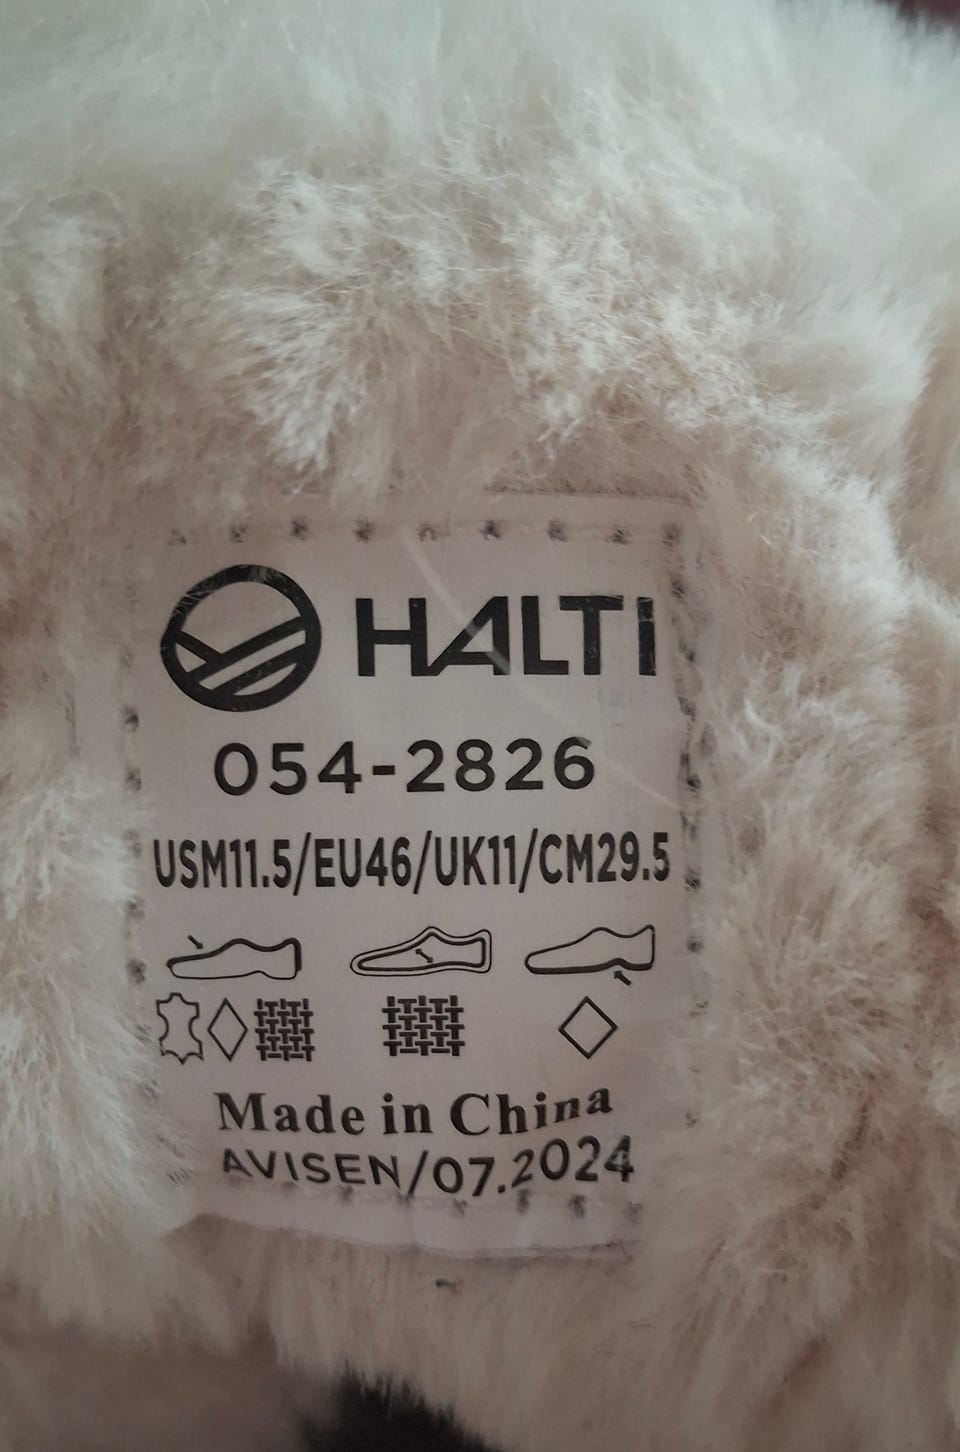 HALTI
054-2826
USM11.5/EU46/UK11/CM29.5
Made in China
AVISEN/07.2024